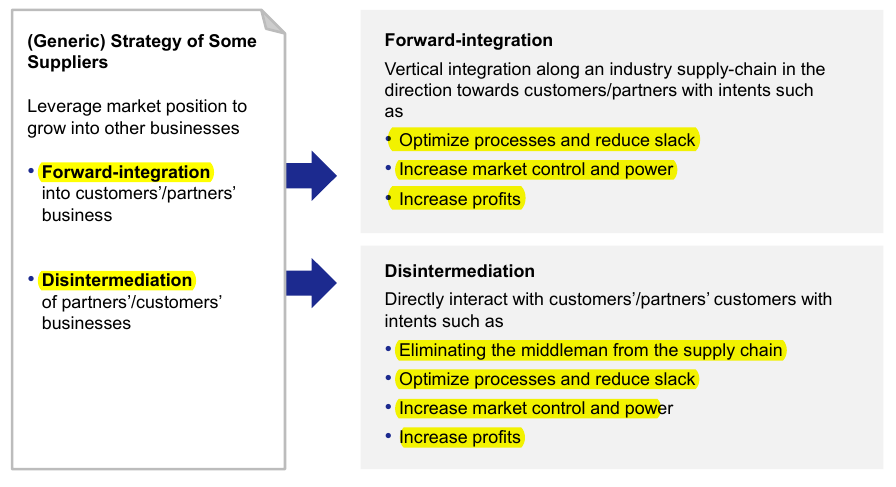 (Generic) Strategy of Some
Suppliers
Leverage market position to
grow into other businesses
• Forward-integration
into customers’/partners’
business
• Disintermediation
of partners’/customers’
businesses
Forward-integration
Vertical integration along an industry supply-chain in the
direction towards customers/partners with intents such
as
• Optimize processes and reduce slack
• Increase market control and power
• Increase profits
Disintermediation
Directly interact with customers’/partners’ customers with
intents such as
• Eliminating the middleman from the supply chain
• Optimize processes and reduce slack
• Increase market control and power
• Increase profits